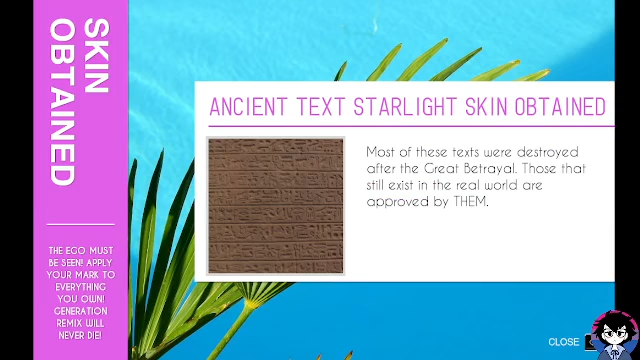 SKIN
OBTAINED
THE EGO MUST
BE SEEN! APPLY
YOUR MARK TO
EVERYTHING
YOU OWN!
GENERATION
REMIX WILL
NEVER DIE!
ANCIENT TEXT STARLIGHT SKIN OBTAINED
Most of these texts were destroyed
after the Great Betrayal. Those that
still exist in the real world are
approved by THEM.
CLOSE